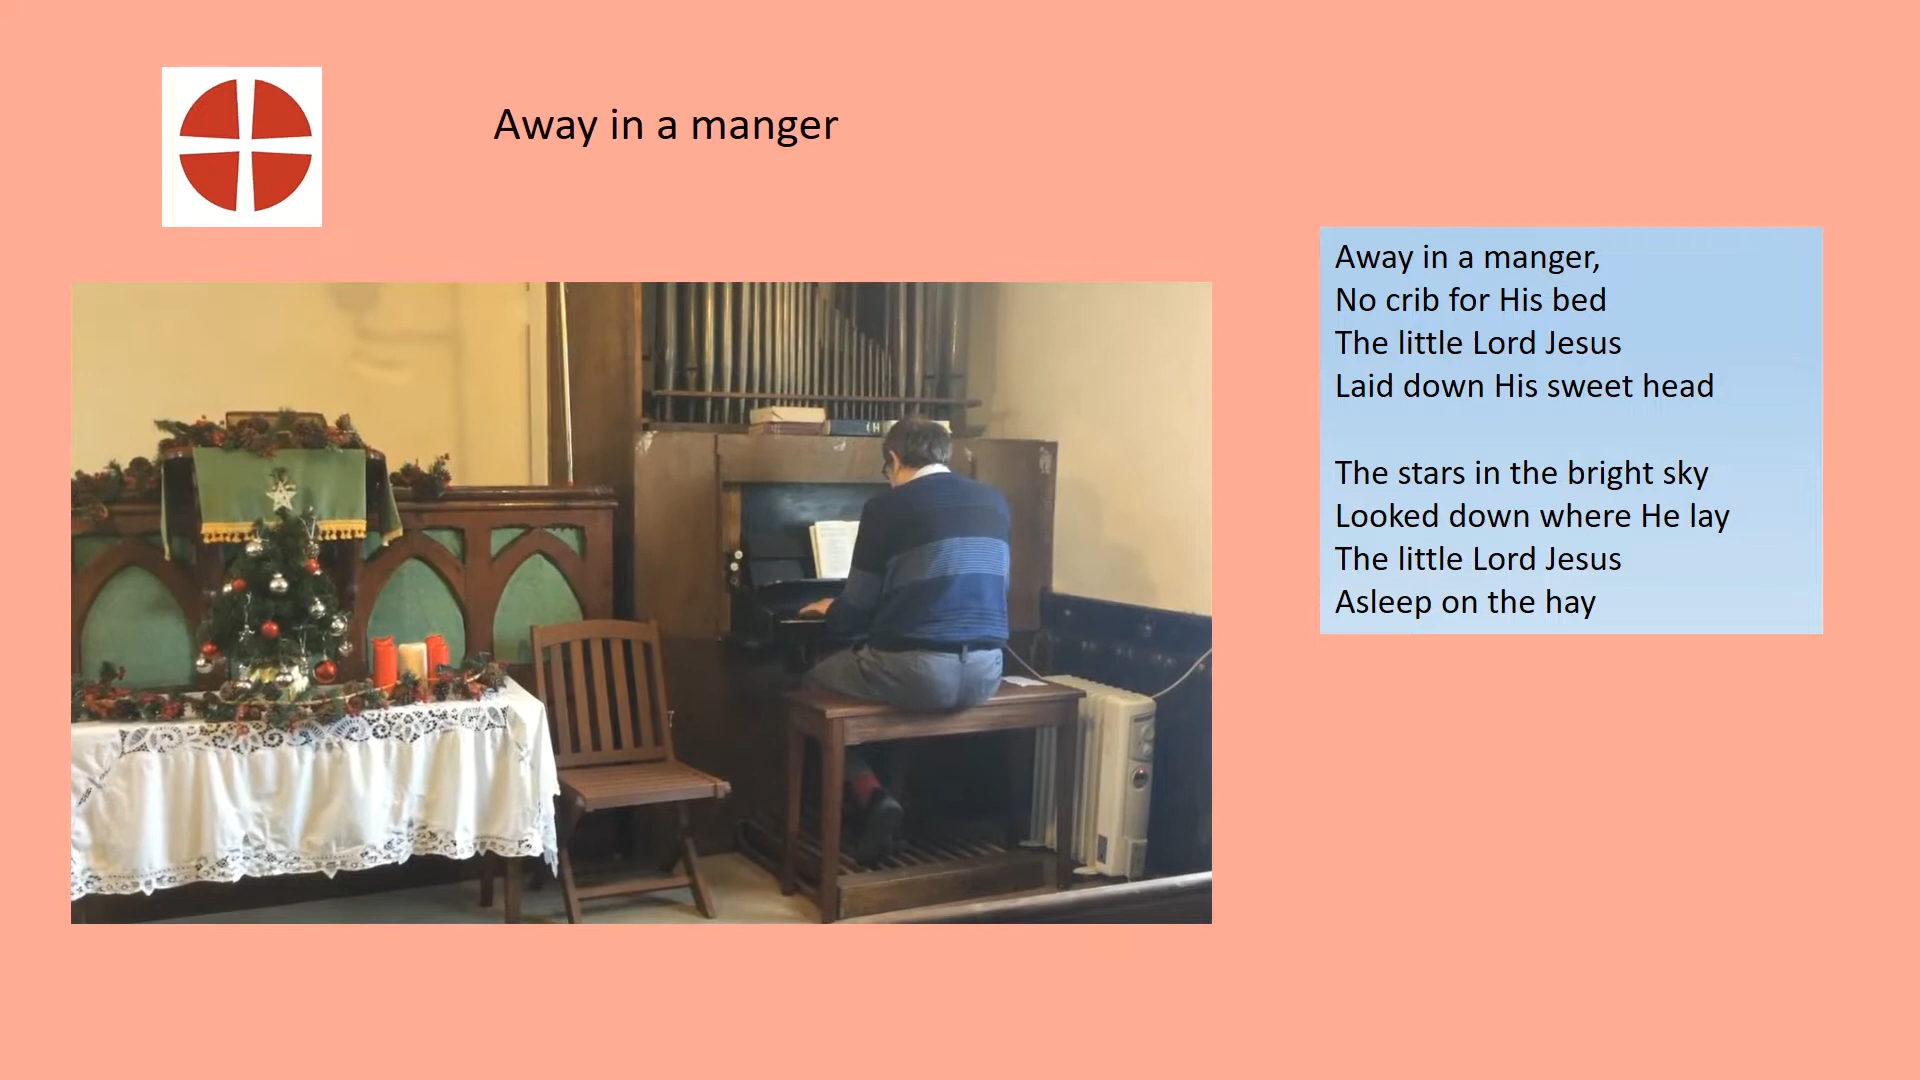 Away in a manger
Away in a manger,
No crib for His bed
The little Lord Jesus
Laid down His sweet head
The stars in the bright sky
Looked down where He lay
The little Lord Jesus
Asleep on the hay